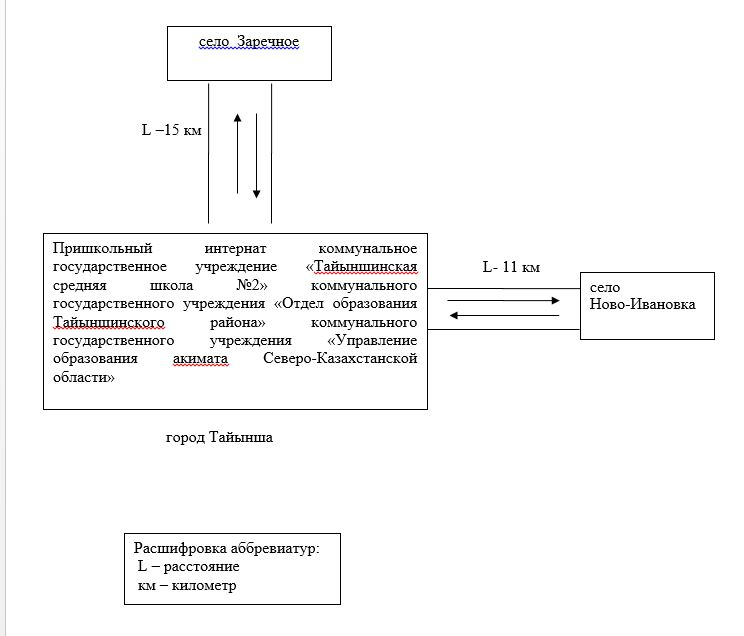 село Заречное
L –15 км
Пришкольный интернат коммунальное
государственное учреждение «Тайыншинская
средняя школа №2» коммунального
государственного учреждения «Отдел образования
Тайыншинского района» коммунального
государственного учреждения «Управление
образования акимата Северо-Казахстанской
области»
L- 11 км
село
Ново-Ивановка
город Тайынша
Расшифровка аббревиатур:
L – расстояние
км – километр